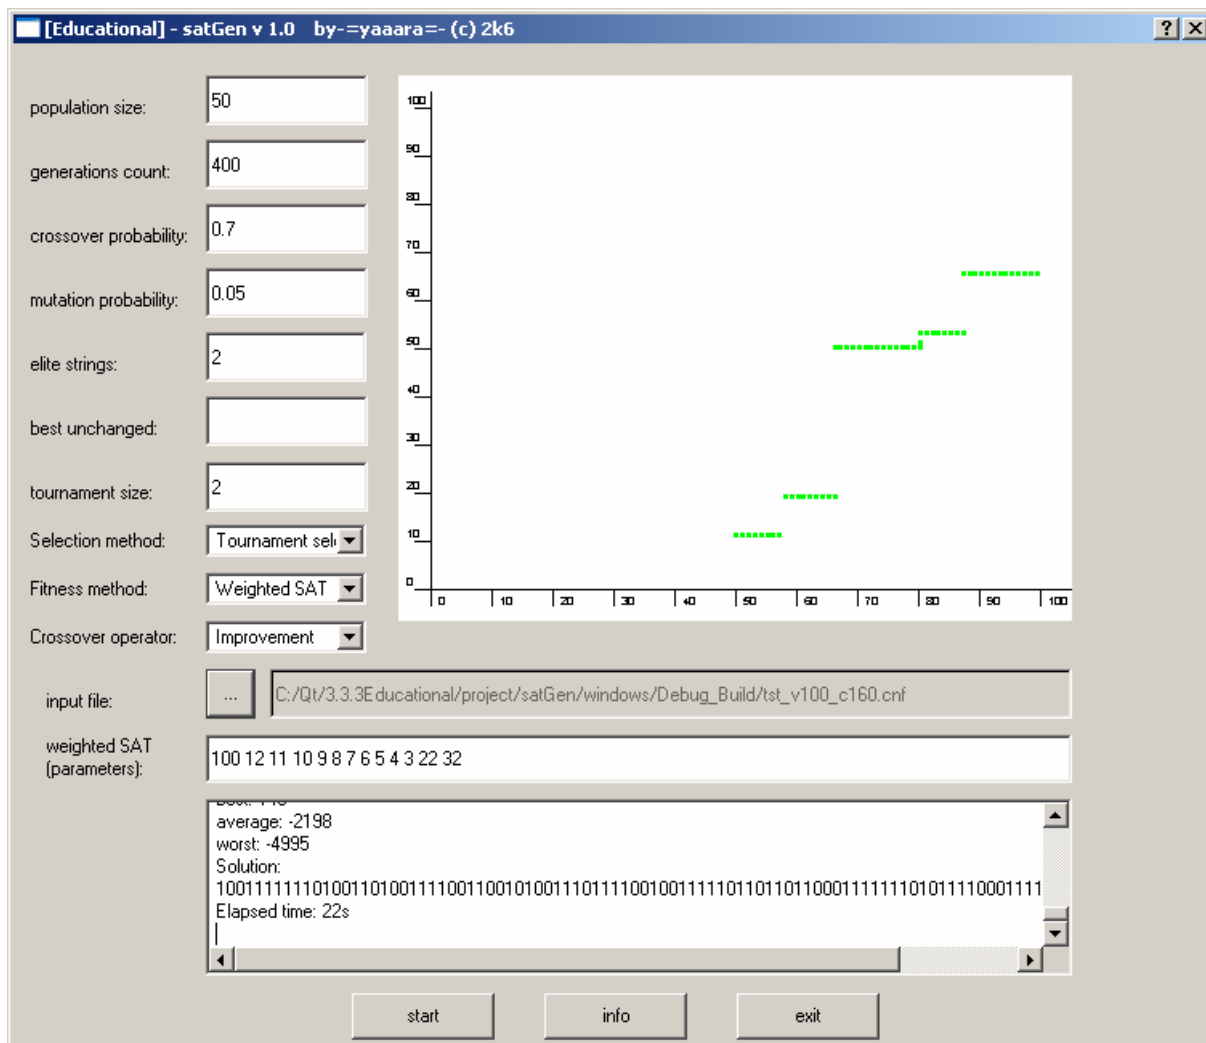 [Educational] - satGen v 1.0 by-=yaaara=- (c) 2k6
population size: 50
generations count: 400
crossover probability: 0.7
mutation probability: 0.05
elite strings: 2
best unchanged:
tournament size: 2
Selection method: Tournament sel
Fitness method: Weighted SAT
Crossover operator: Improvement
100
90
80
70
60
50
40
30
20
10
0
0 10 20 30 40 50 60 70 80 90 100
input file: ... C:/Qt/3.3.3Educational/project/satGen/windows/Debug_Build/tst_v100_c160.cnf
weighted SAT
(parameters): 100 12 11 10 9 8 7 6 5 4 3 22 32
average: -2198
worst: -4995
Solution:
Elapsed time: 22s
start info exit